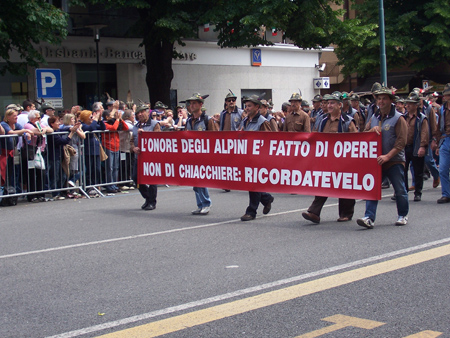 P
L'ONORE DEGLI ALPINI E' FATTO DI OPERE
NON DI CHIACCHIERE: RICORDATEVELO